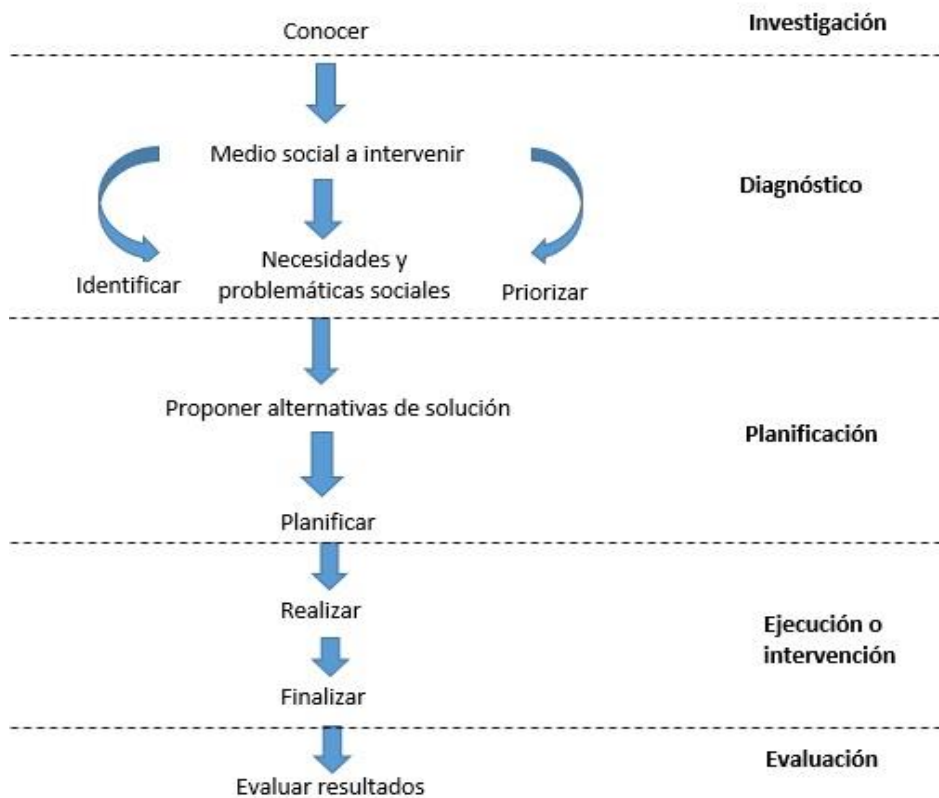 Conocer
Investigación
Medio social a intervenir
Diagnóstico
Identificar
Necesidades y
problemáticas sociales
Priorizar
Proponer alternativas de solución
Planificación
Planificar
Realizar
Ejecución o
intervención
Finalizar
Evaluación
Evaluar resultados